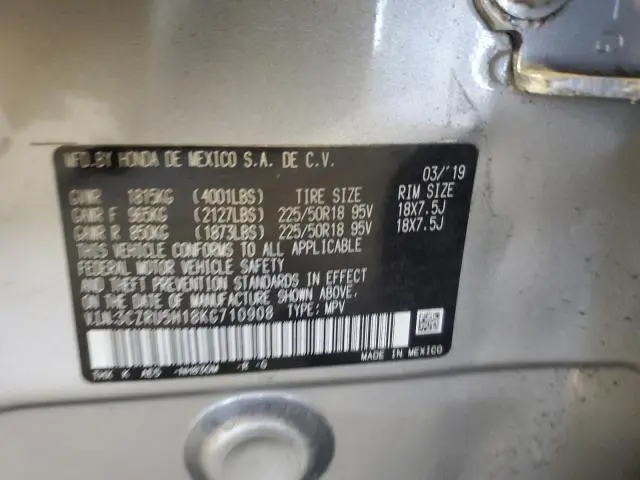 MFD.BY HONDA DE MEXICO S.A. DE C.V.
03/'19
GVWR 1815KG (4001LBS) TIRE SIZE RIM SIZE
GAWR F 965KG (2127LBS) 225/50R18 95V 18X7.5J
GAWR R 850KG (1873LBS) 225/50R18 95V 18X7.5J
THIS VEHICLE CONFORMS TO ALL APPLICABLE
FEDERAL MOTOR VEHICLE SAFETY
AND THEFT PREVENTION STANDARDS IN EFFECT
ON THE DATE OF MANUFACTURE SHOWN ABOVE.
TYPE: MPV
MADE IN MEXICO